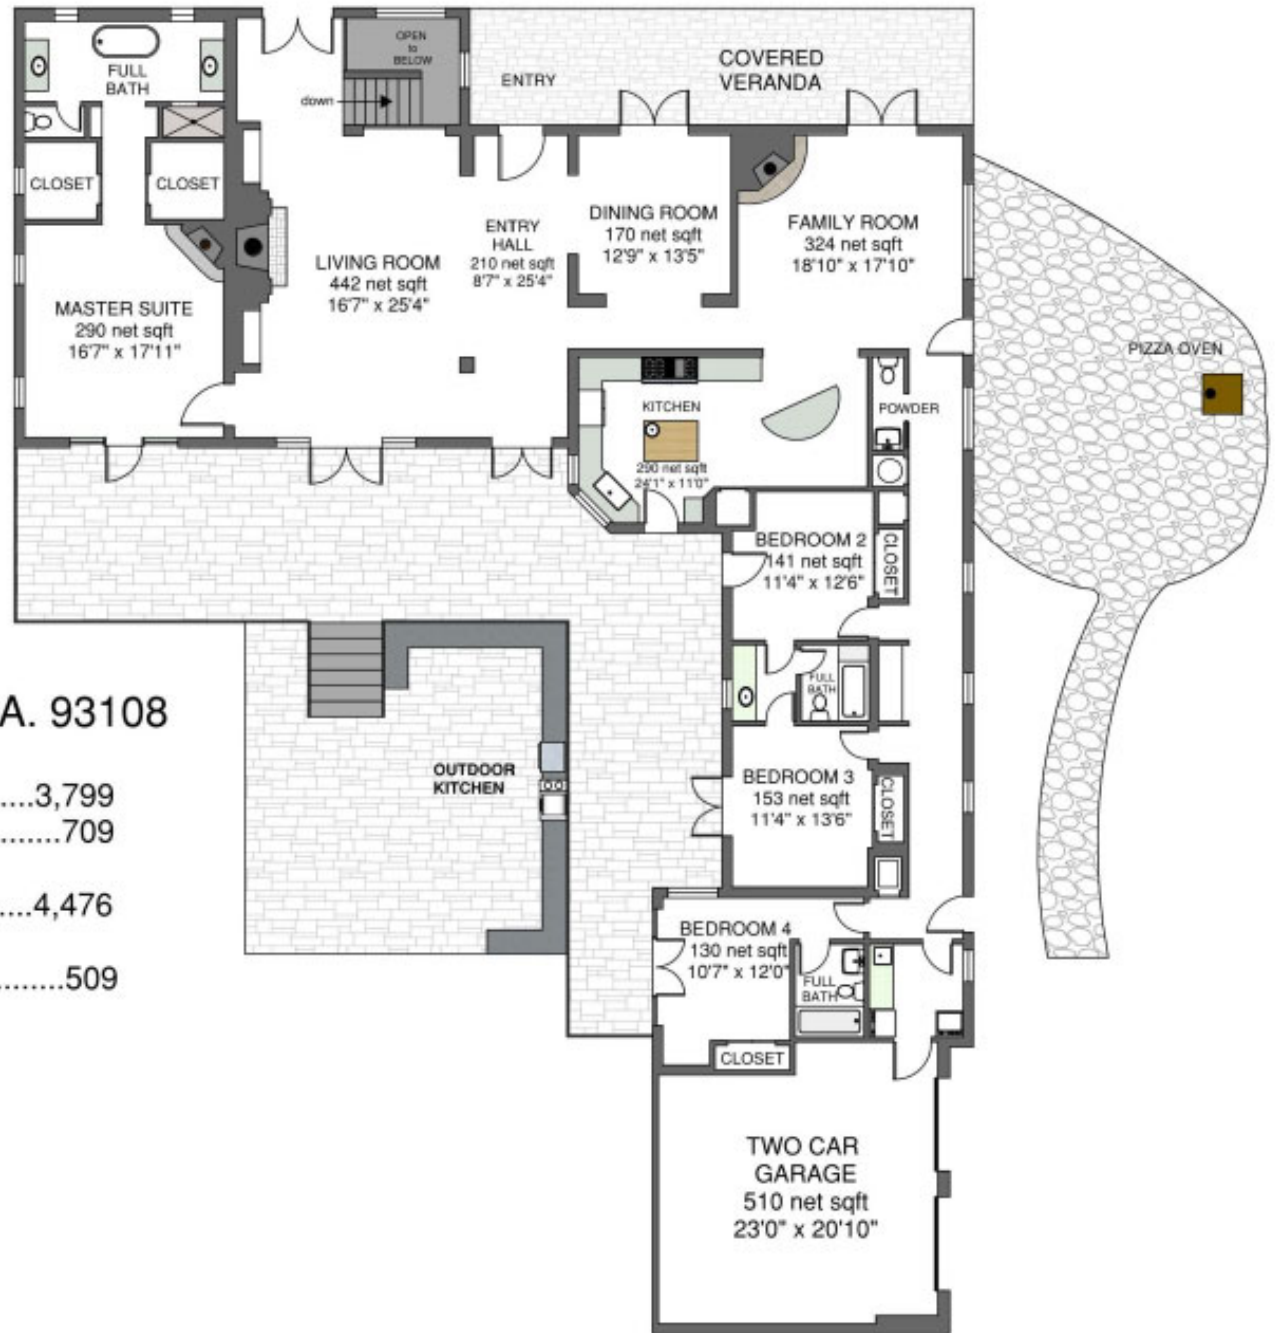 OPEN
to
BELOW
FULL
BATH
down
ENTRY
COVERED
VERANDA
CLOSET
CLOSET
LIVING ROOM
442 net sqft
16'7" x 25'4"
ENTRY
HALL
210 net sqft
8'7" x 25'4"
DINING ROOM
170 net sqft
12'9" x 13'5"
FAMILY ROOM
324 net sqft
18'10" x 17'10"
MASTER SUITE
290 net sqft
16'7" x 17'11"
PIZZA OVEN
KITCHEN
290 net sqft
24'1" x 11'0"
POWDER
BEDROOM 2
141 net sqft
11'4" x 12'6"
CLOSET
FULL
BATH
A. 93108
....3,799
........709
....4,476
.........509
OUTDOOR
KITCHEN
BEDROOM 3
153 net sqft
11'4" x 13'6"
CLOSET
BEDROOM 4
130 net sqft
10'7" x 12'0"
FULL
BATH
CLOSET
TWO CAR
GARAGE
510 net sqft
23'0" x 20'10"